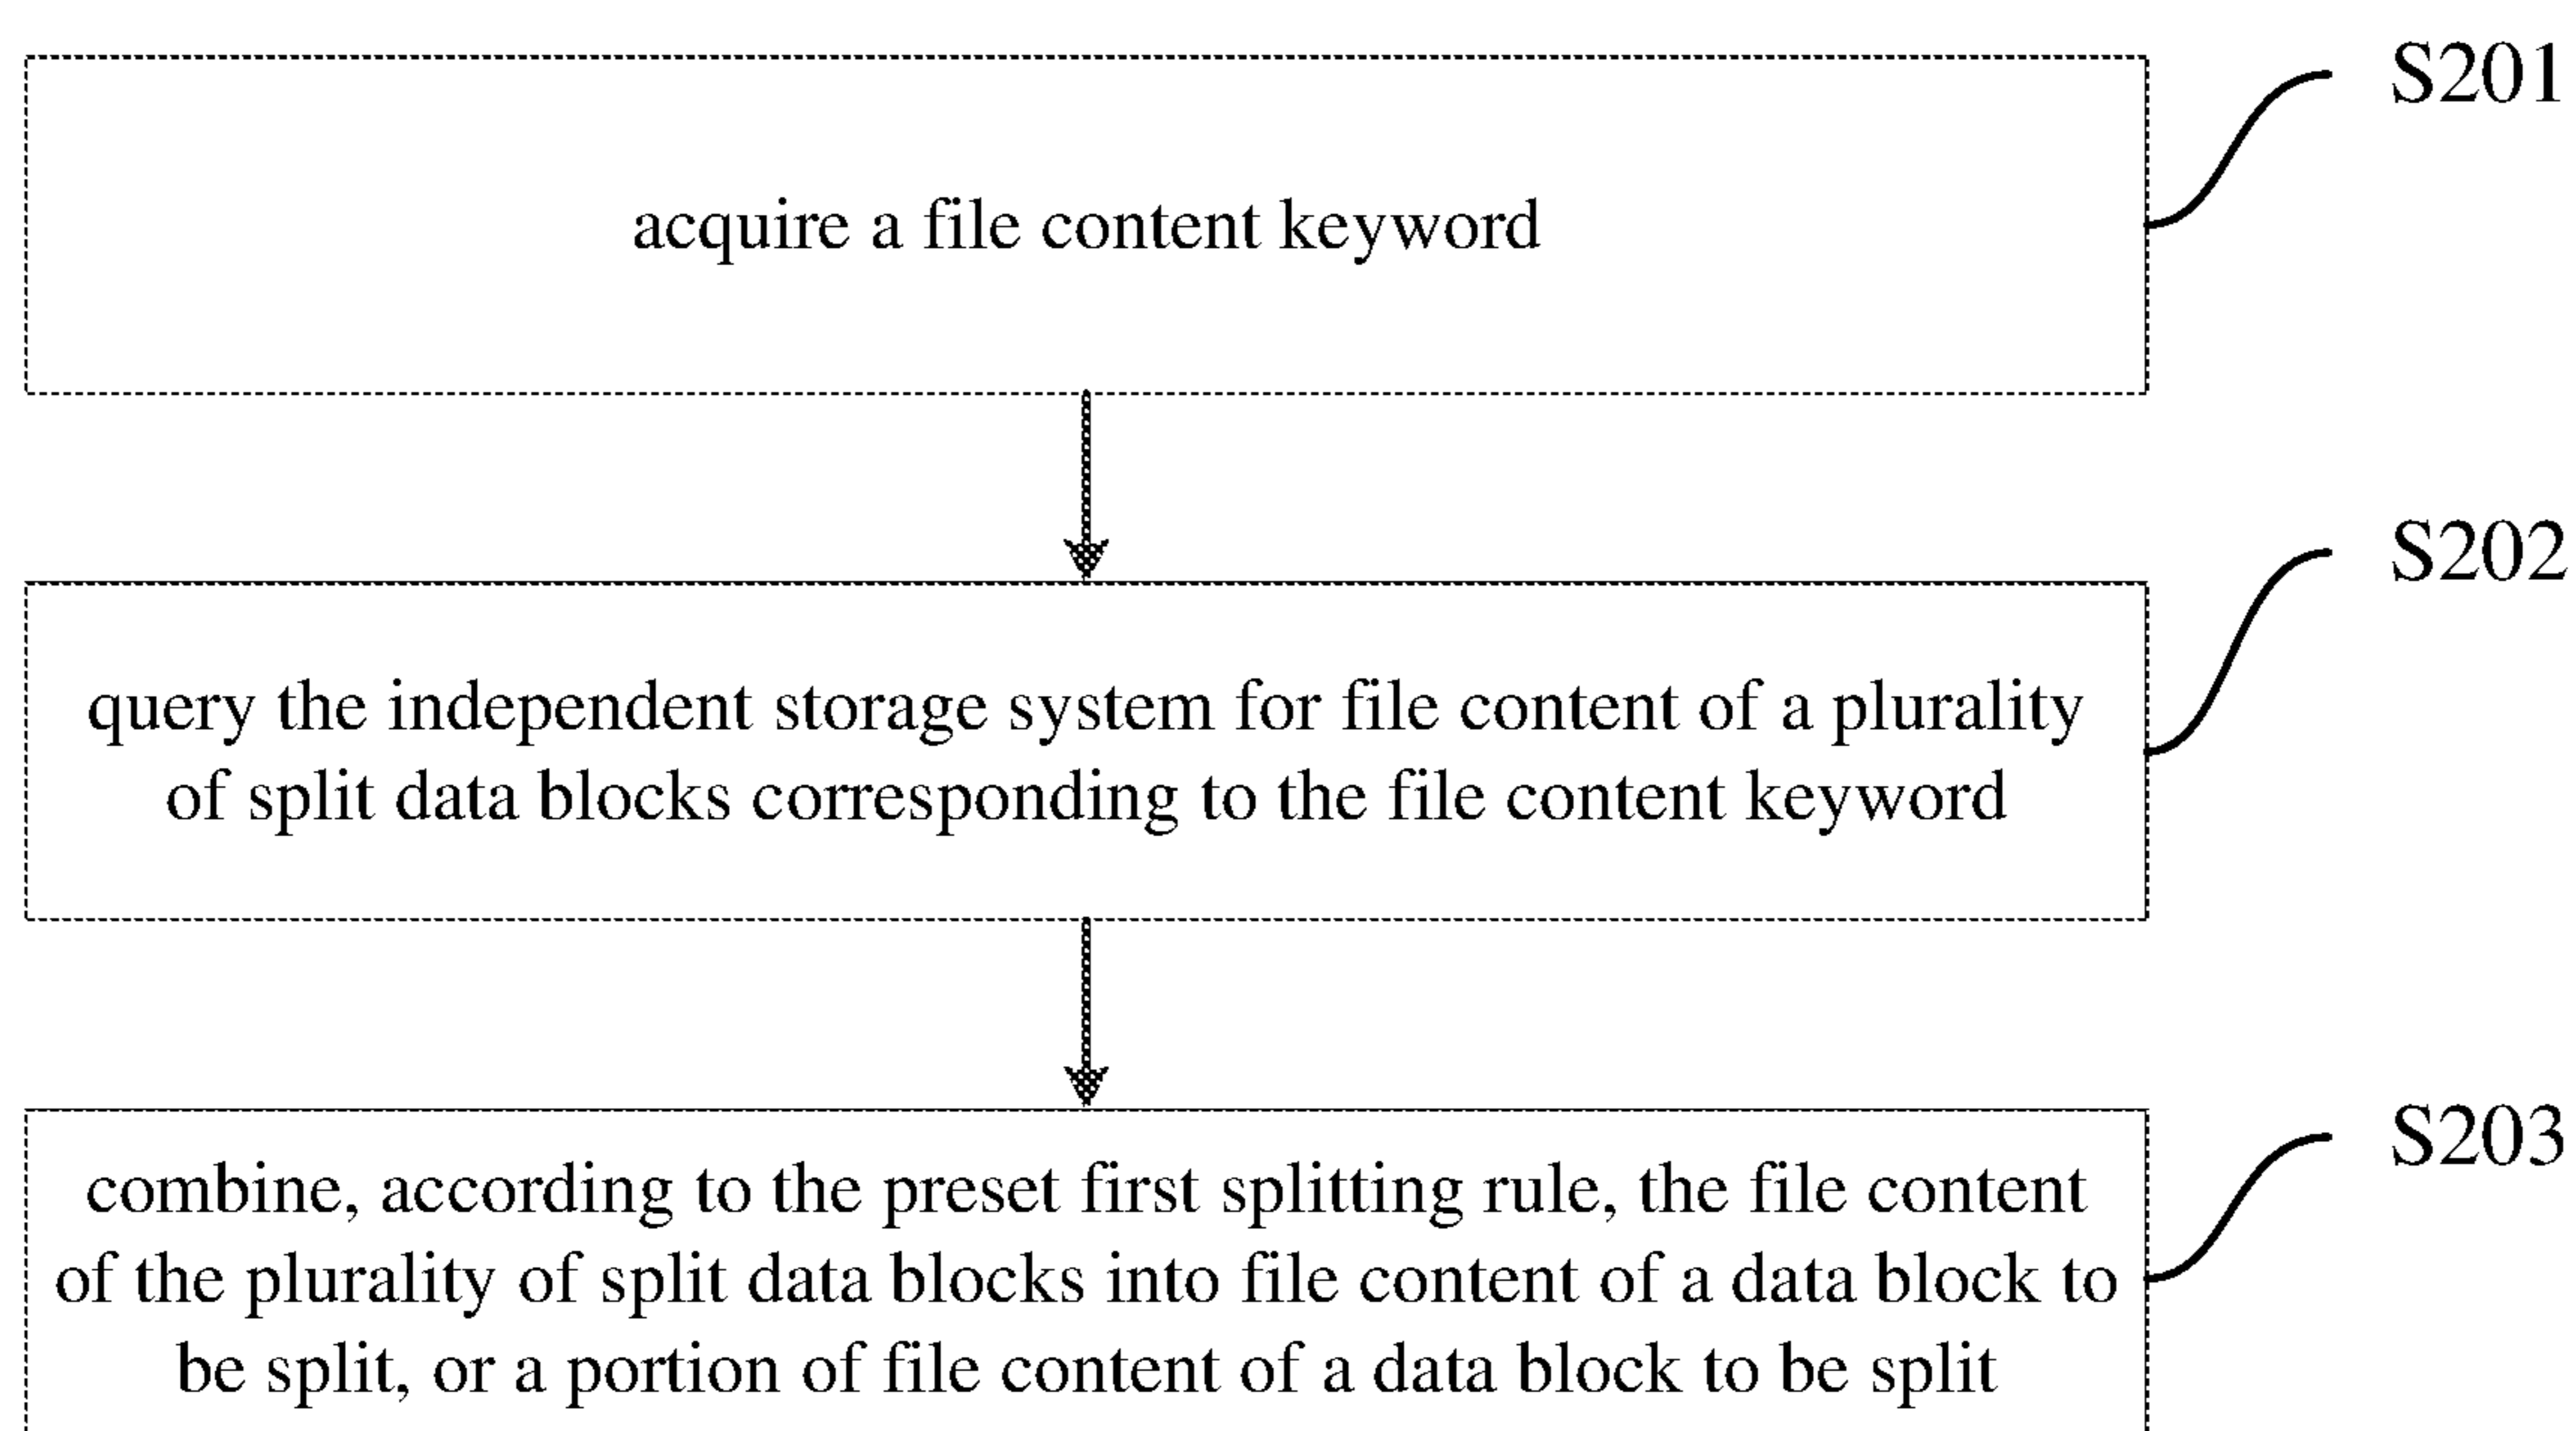 S201
acquire a file content keyword
S202
query the independent storage system for file content of a plurality
of split data blocks corresponding to the file content keyword
S203
combine, according to the preset first splitting rule, the file content
of the plurality of split data blocks into file content of a data block to
be split, or a portion of file content of a data block to be split